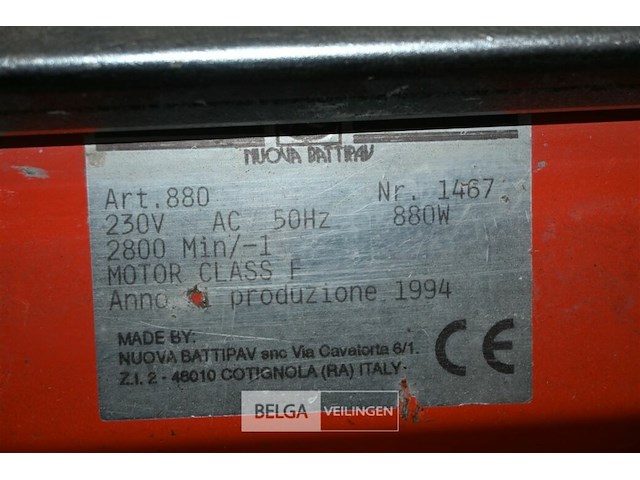 NUOVA BATTIPAV
Art.880 Nr. 1467
230V AC 50Hz 880W
2800 Min/-1
MOTOR CLASS F
Anno di produzione 1994
MADE BY:
NUOVA BATTIPAV snc Via Cavatorta 6/1.
Z.I. 2 - 48010 COTIGNOLA (RA) ITALY
CE
BELGA VEILINGEN